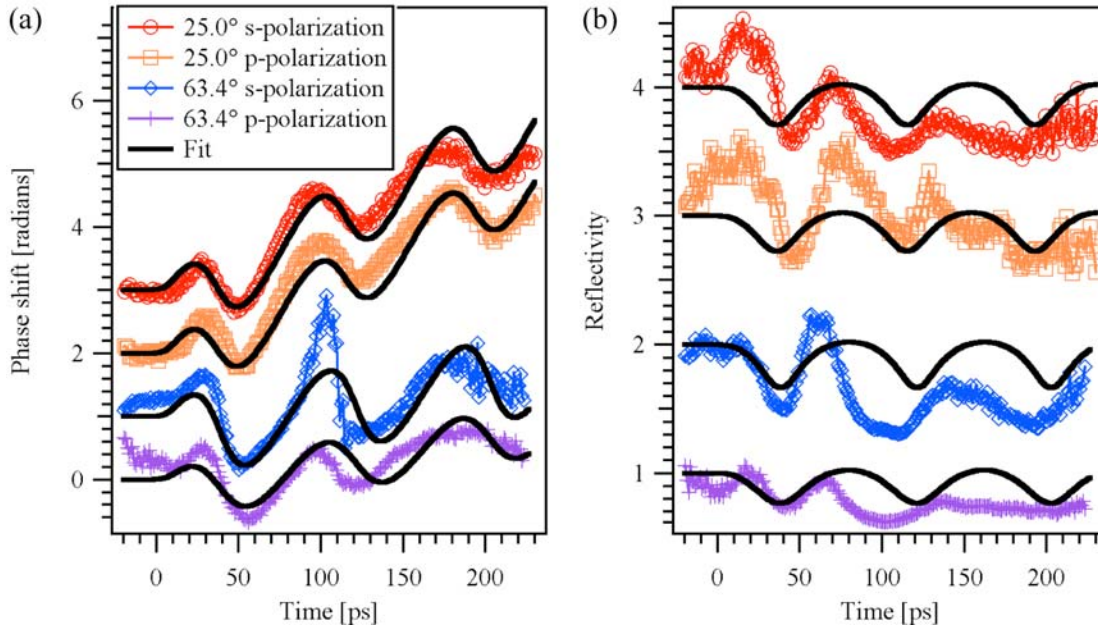 (a)
25.0° s-polarization
25.0° p-polarization
63.4° s-polarization
63.4° p-polarization
Fit
Phase shift [radians]
6
4
2
0
0
50
100
150
200
Time [ps]
(b)
Reflectivity
4
3
2
1
0
50
100
150
200
Time [ps]